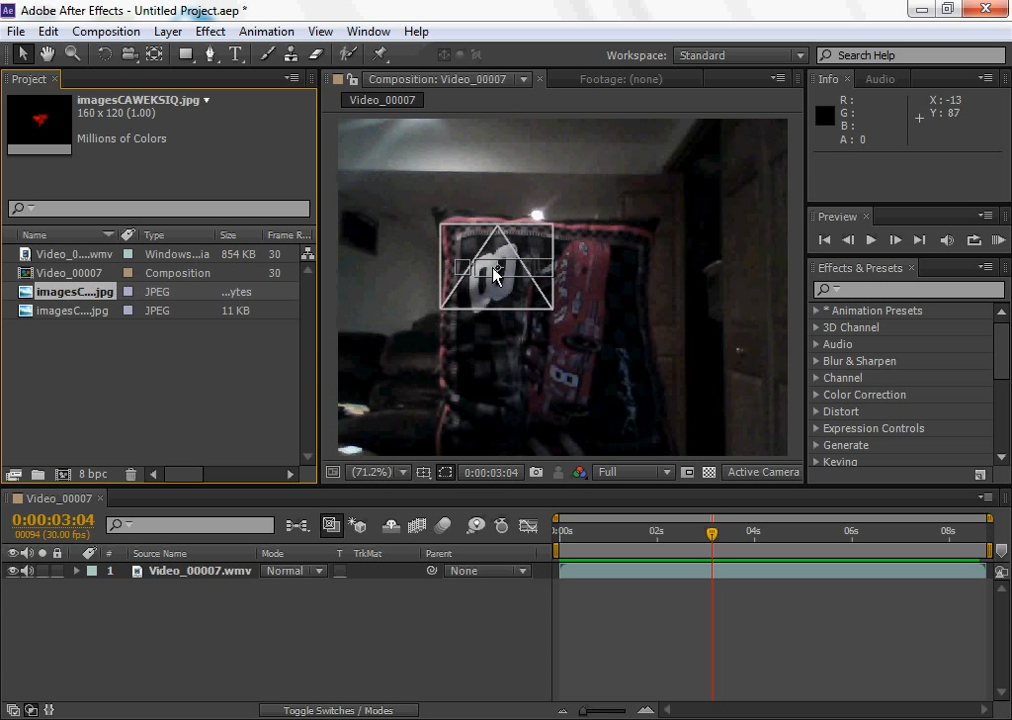 Ae Adobe After Effects - Untitled Project.aep *
File Edit Composition Layer Effect Animation View Window Help
Workspace: Standard Search Help
Project
imagesCAWEKSIQ.jpg
160 x 120 (1.00)
Millions of Colors
Name Type Size Frame R...
Video_0....wmv Windows...ia 854 KB 30
Video_00007 Composition 30
imagesC....jpg JPEG ...ytes
imagesC...jpg JPEG 11 KB
8 bpc
Composition: Video_00007 Footage: (none)
Video_00007
8
8
(71.2%) 0:00:03:04 Full Active Camera
Info Audio
R: X: -13
G: Y: 87
B:
A: 0
Preview
Effects & Presets
* Animation Presets
3D Channel
Audio
Blur & Sharpen
Channel
Color Correction
Distort
Expression Controls
Generate
Keying
Video_00007
0:00:03:04
00094 (30.00 fps)
:00s 02s 04s 06s 08s
# Source Name Mode T TrkMat Parent
1 Video_00007.wmv Normal None
Toggle Switches / Modes